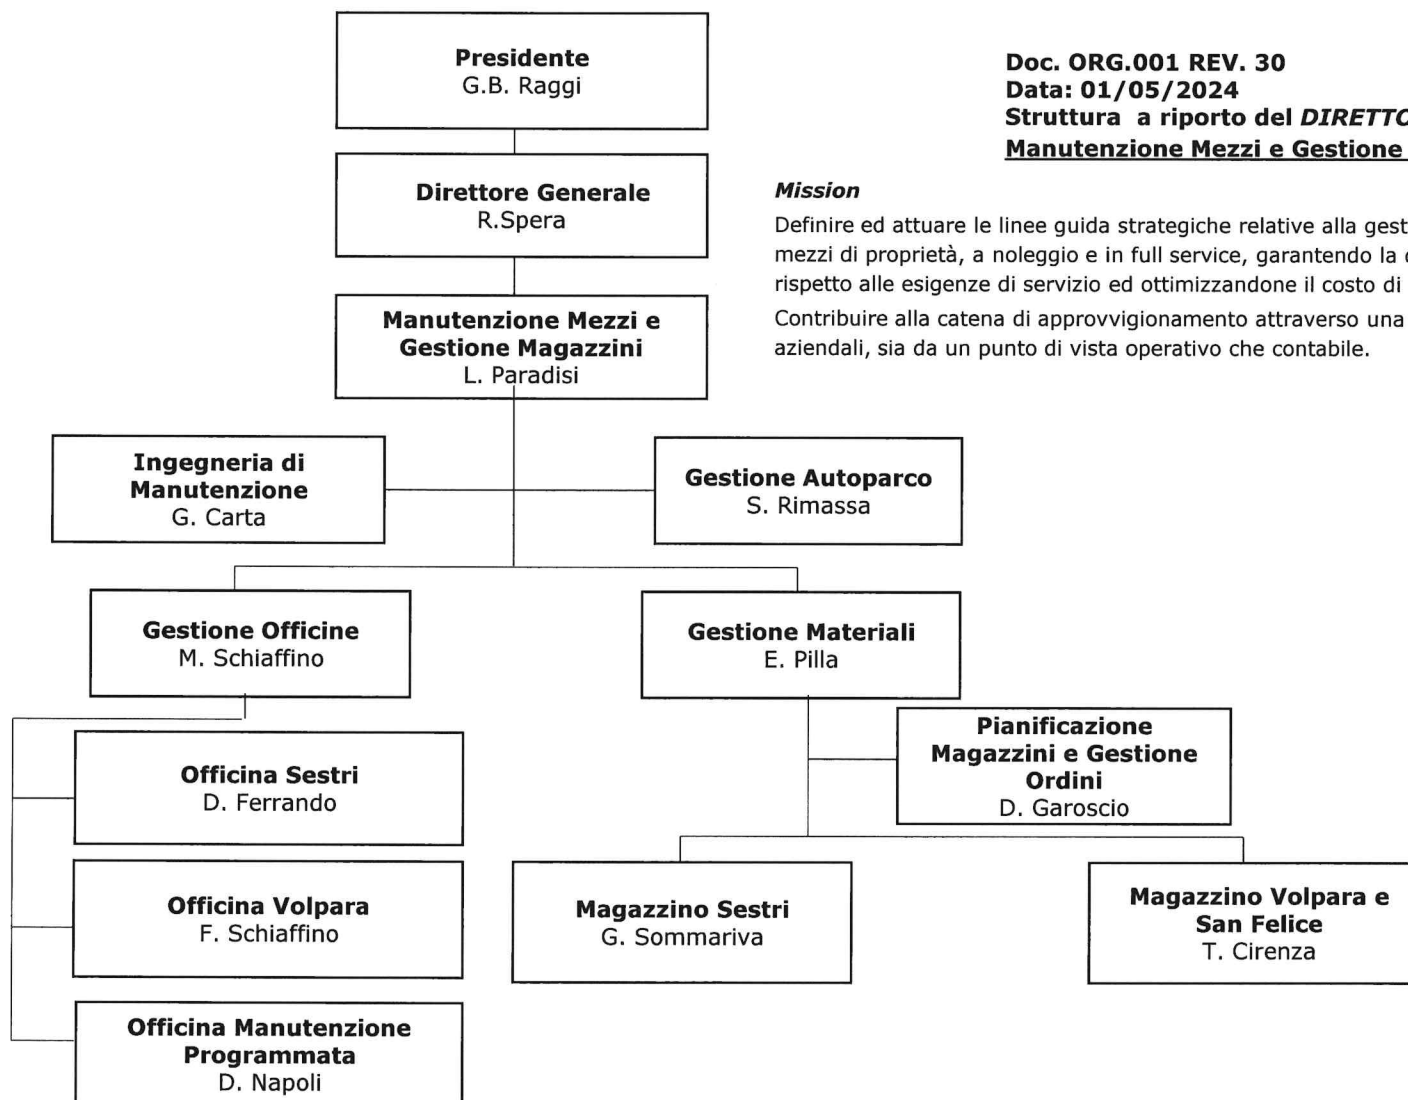 Presidente
G.B. Raggi
Doc. ORG.001 REV. 30
Data: 01/05/2024
Struttura a riporto del DIRETTO
Manutenzione Mezzi e Gestione
Direttore Generale
R.Spera
Mission
Definire ed attuare le linee guida strategiche relative alla gest
mezzi di proprietà, a noleggio e in full service, garantendo la
rispetto alle esigenze di servizio ed ottimizzandone il costo di
Contribuire alla catena di approvvigionamento attraverso una
aziendali, sia da un punto di vista operativo che contabile.
Manutenzione Mezzi e
Gestione Magazzini
L. Paradisi
Ingegneria di
Manutenzione
G. Carta
Gestione Autoparco
S. Rimassa
Gestione Officine
M. Schiaffino
Gestione Materiali
E. Pilla
Pianificazione
Magazzini e Gestione
Ordini
D. Garoscio
Officina Sestri
D. Ferrando
Officina Volpara
F. Schiaffino
Magazzino Sestri
G. Sommariva
Magazzino Volpara e
San Felice
T. Cirenza
Officina Manutenzione
Programmata
D. Napoli